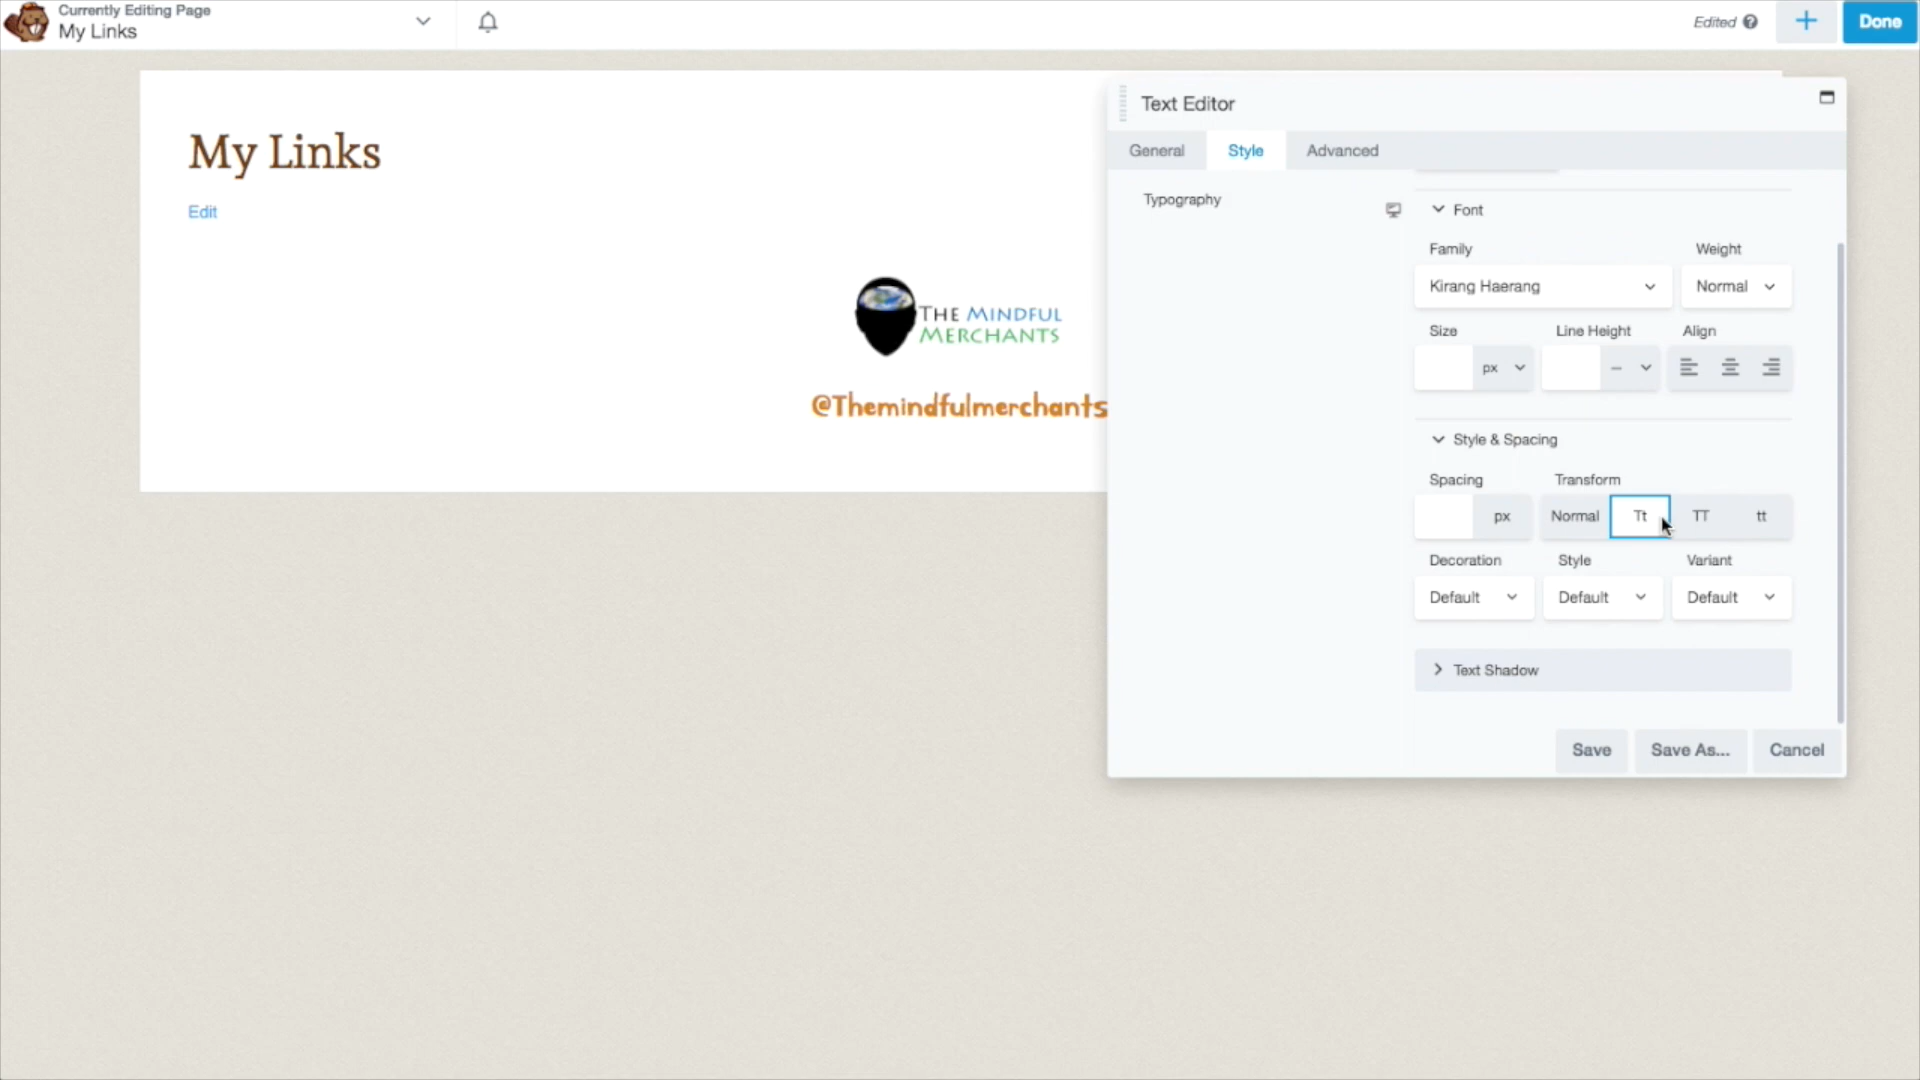 Currently Editing Page
My Links
Edited
+
Done
My Links
Edit
THE MINDFUL
MERCHANTS
@Themindfulmerchants
Text Editor
General Style Advanced
Typography
Font
Family Weight
Kirang Haerang Normal
Size Line Height Align
px --
Style & Spacing
Spacing Transform
px Normal Tt TT tt
Decoration Style Variant
Default Default Default
Text Shadow
Save Save As... Cancel